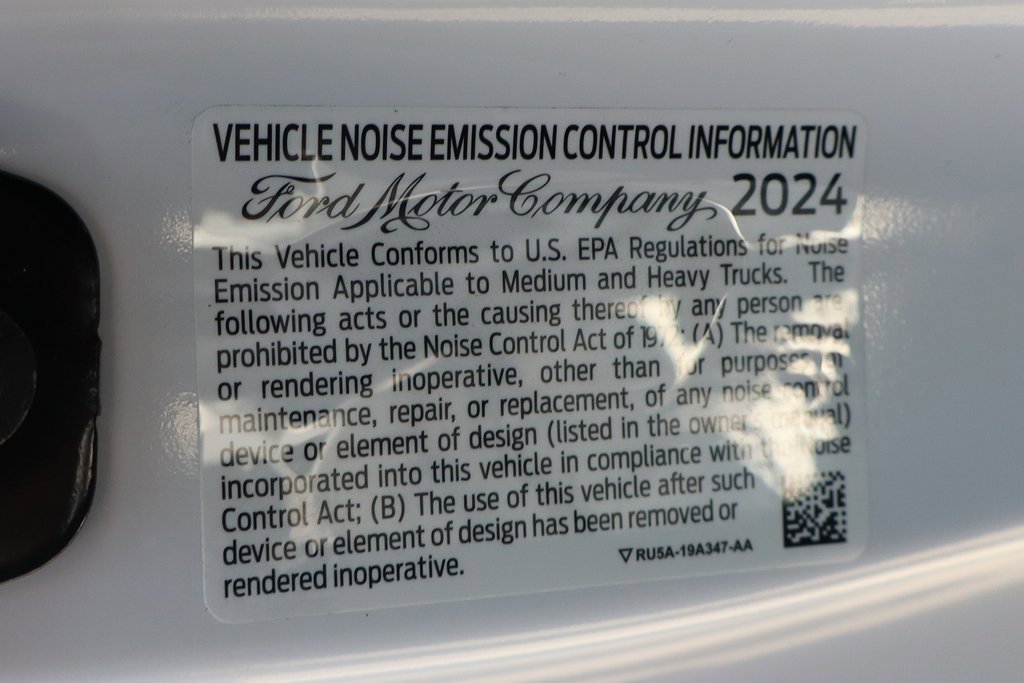 VEHICLE NOISE EMISSION CONTROL INFORMATION
Ford Motor Company 2024
This Vehicle Conforms to U.S. EPA Regulations for Noise
Emission Applicable to Medium and Heavy Trucks. The
following acts or the causing thereof by any person are
prohibited by the Noise Control Act of 1972: (A) The removal
or rendering inoperative, other than for purposes of
maintenance, repair, or replacement, of any noise control
device or element of design (listed in the owner's manual)
incorporated into this vehicle in compliance with the Noise
Control Act; (B) The use of this vehicle after such
device or element of design has been removed or
rendered inoperative.
RU5A-19A347-AA